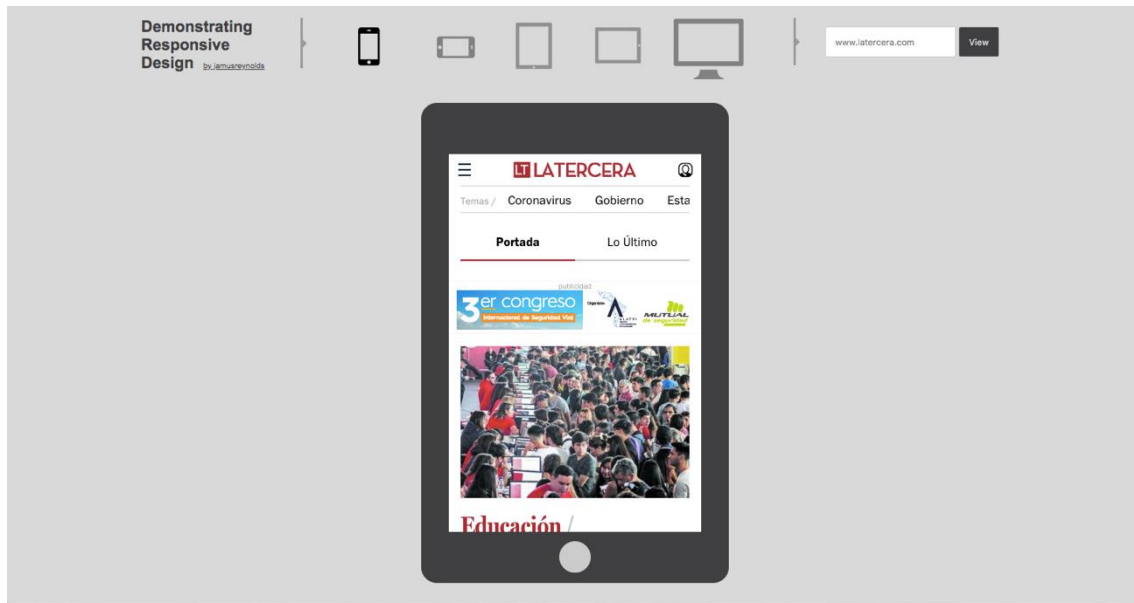 Demonstrating
Responsive
Design by jamusreynolds
www.latercera.com View
LT LATERCERA
Temas / Coronavirus Gobierno Esta
Portada Lo Último
publicidad
3er congreso
Internacional de Seguridad Vial
MUTUAL
de seguridad
Educación /